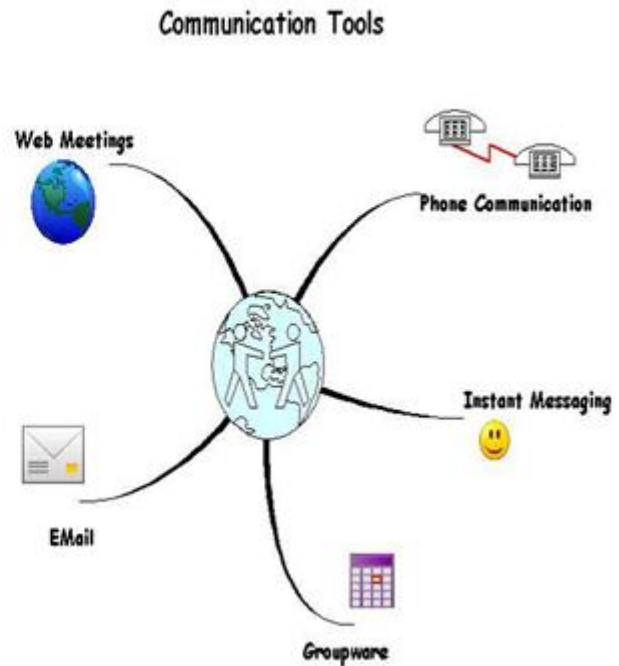 Communication Tools
Web Meetings
Phone Communication
Instant Messaging
EMail
Groupware